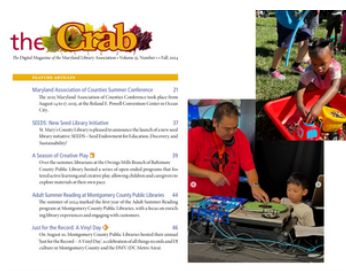 the Crab
The Digital Magazine of the Maryland Library Association • Volume 51, Number 1 • Fall, 2024
FEATURE ARTICLES
Maryland Association of Counties Summer Conference 21
The 2025 Maryland Association of Counties Conference took place from
August 14 to 17, 2025, at the Roland E. Powell Convention Center in Ocean
City.
SEEDS: New Seed Library Initiative 37
St. Mary's County Library is pleased to announce the launch of a new seed
library initiative: SEEDS - Seed Endowment for Education, Discovery, and
Sustainability!
A Season of Creative Play 39
Over the summer, librarians at the Owings Mills Branch of Baltimore
County Public Library hosted a series of open-ended programs that fos-
tered active learning and creative play, allowing children and caregivers to
explore materials at their own pace.
Adult Summer Reading at Montgomery County Public Libraries 44
The summer of 2024 marked the first year of the Adult Summer Reading
program at Montgomery County Public Libraries, with a focus on enrich-
ing library experiences and engaging with customers.
Just for the Record: A Vinyl Day 46
On August 10, Montgomery County Public Libraries hosted their annual
'Just for the Record - A Vinyl Day', a celebration of all things records and DJ
culture in Montgomery County and the DMV (DC Metro Area).